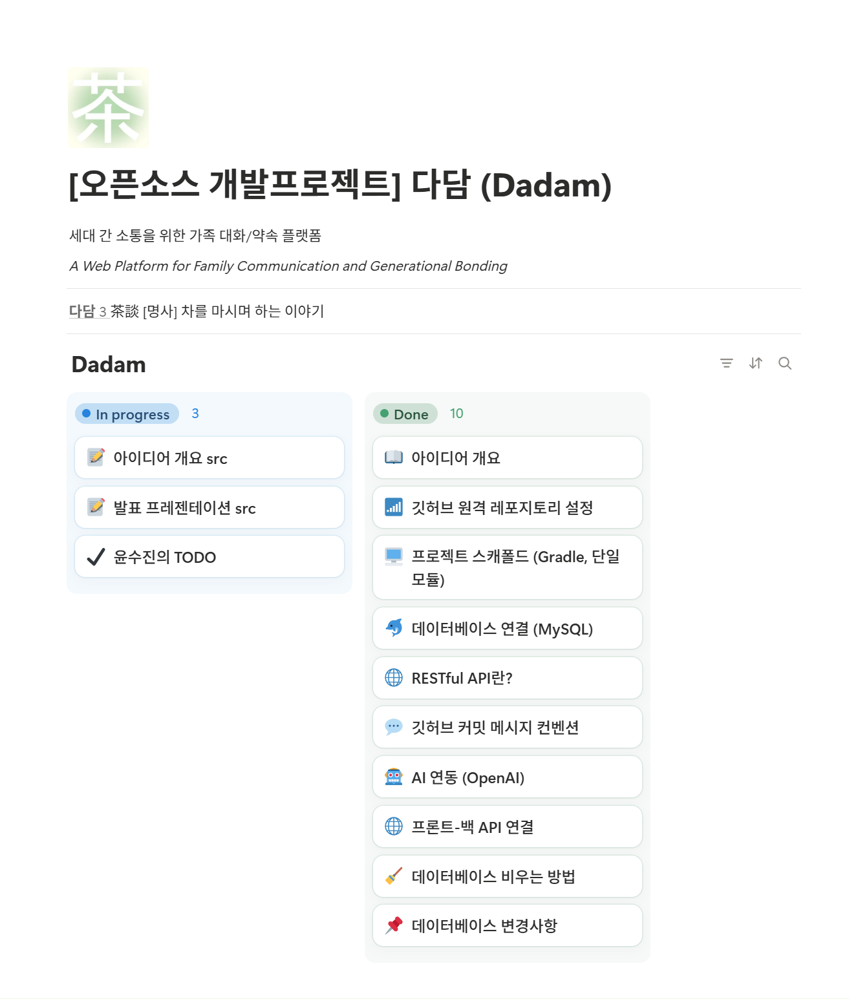 茶
[오픈소스 개발프로젝트] 다담 (Dadam)
세대 간 소통을 위한 가족 대화/약속 플랫폼
A Web Platform for Family Communication and Generational Bonding
다담 3 茶談 [명사] 차를 마시며 하는 이야기
Dadam
In progress 3
아이디어 개요 src
발표 프레젠테이션 src
윤수진의 TODO
Done 10
아이디어 개요
깃허브 원격 레포지토리 설정
프로젝트 스캐폴드 (Gradle, 단일
모듈)
데이터베이스 연결 (MySQL)
RESTful API란?
깃허브 커밋 메시지 컨벤션
AI 연동 (OpenAI)
프론트-백 API 연결
데이터베이스 비우는 방법
데이터베이스 변경사항